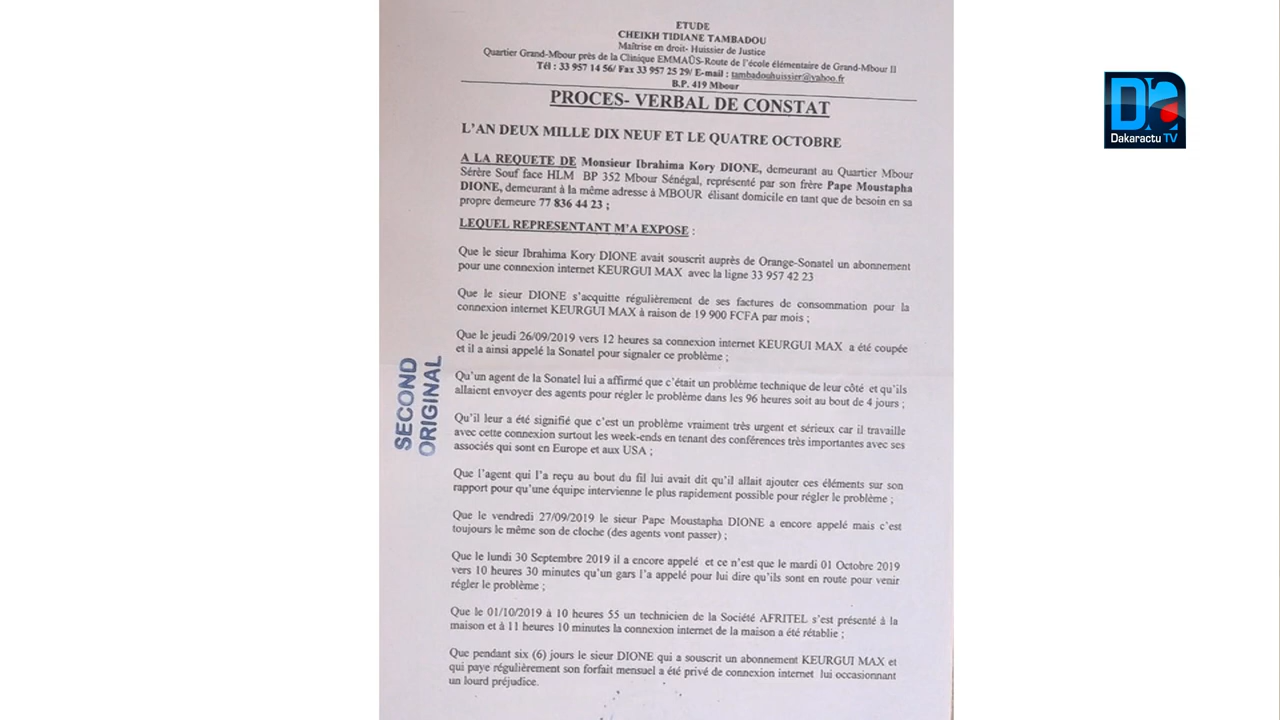 ETUDE
CHEIKH TIDIANE TAMBADOU
Maîtrise en droit- Huissier de Justice
Quartier Grand-Mbour près de la Clinique EMMAÜS-Route de l'école élémentaire de Grand-Mbour II
Tél : 33 957 14 56/ Fax 33 957 25 29/ E-mail : tambadouhuissier@yahoo.fr
B.P. 419 Mbour
PROCES- VERBAL DE CONSTAT
L'AN DEUX MILLE DIX NEUF ET LE QUATRE OCTOBRE
A LA REQUETE DE Monsieur Ibrahima Kory DIONE, demeurant au Quartier Mbour
Sérère Souf face HLM BP 352 Mbour Sénégal, représenté par son frère Pape Moustapha
DIONE, demeurant à la même adresse à MBOUR élisant domicile en tant que de besoin en sa
propre demeure 77 836 44 23 ;
LEQUEL REPRESENTANT M'A EXPOSE :
Que le sieur Ibrahima Kory DIONE avait souscrit auprès de Orange-Sonatel un abonnement
pour une connexion internet KEURGUI MAX avec la ligne 33 957 42 23
Que le sieur DIONE s'acquitte régulièrement de ses factures de consommation pour la
connexion internet KEURGUI MAX à raison de 19 900 FCFA par mois ;
Que le jeudi 26/09/2019 vers 12 heures sa connexion internet KEURGUI MAX a été coupée
et il a ainsi appelé la Sonatel pour signaler ce problème ;
Qu'un agent de la Sonatel lui a affirmé que c'était un problème technique de leur côté et qu'ils
allaient envoyer des agents pour régler le problème dans les 96 heures soit au bout de 4 jours ;
Qu'il leur a été signifié que c'est un problème vraiment très urgent et sérieux car il travaille
avec cette connexion surtout les week-ends en tenant des conférences très importantes avec ses
associés qui sont en Europe et aux USA ;
Que l'agent qui l'a reçu au bout du fil lui avait dit qu'il allait ajouter ces éléments sur son
rapport pour qu'une équipe intervienne le plus rapidement possible pour régler le problème ;
Que le vendredi 27/09/2019 le sieur Pape Moustapha DIONE a encore appelé mais c'est
toujours le même son de cloche (des agents vont passer) ;
Que le lundi 30 Septembre 2019 il a encore appelé et ce n'est que le mardi 01 Octobre 2019
vers 10 heures 30 minutes qu'un gars l'a appelé pour lui dire qu'ils sont en route pour venir
régler le problème ;
Que le 01/10/2019 à 10 heures 55 un technicien de la Société AFRITEL s'est présenté à la
maison et à 11 heures 10 minutes la connexion internet de la maison a été rétablie ;
Que pendant six (6) jours le sieur DIONE qui a souscrit un abonnement KEURGUI MAX et
qui paye régulièrement son forfait mensuel a été privé de connexion internet lui occasionnant
un lourd préjudice.
SECOND
ORIGINAL
Da
Dakaractu TV